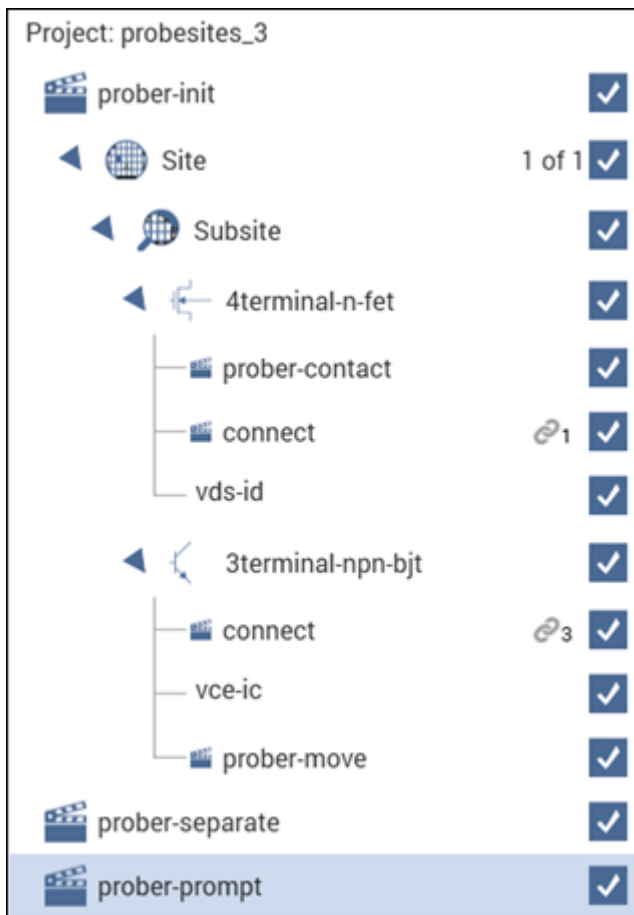 Project: probesites_3
prober-init
Site 1 of 1
Subsite
4terminal-n-fet
prober-contact
connect 1
vds-id
3terminal-npn-bjt
connect 3
vce-ic
prober-move
prober-separate
prober-prompt